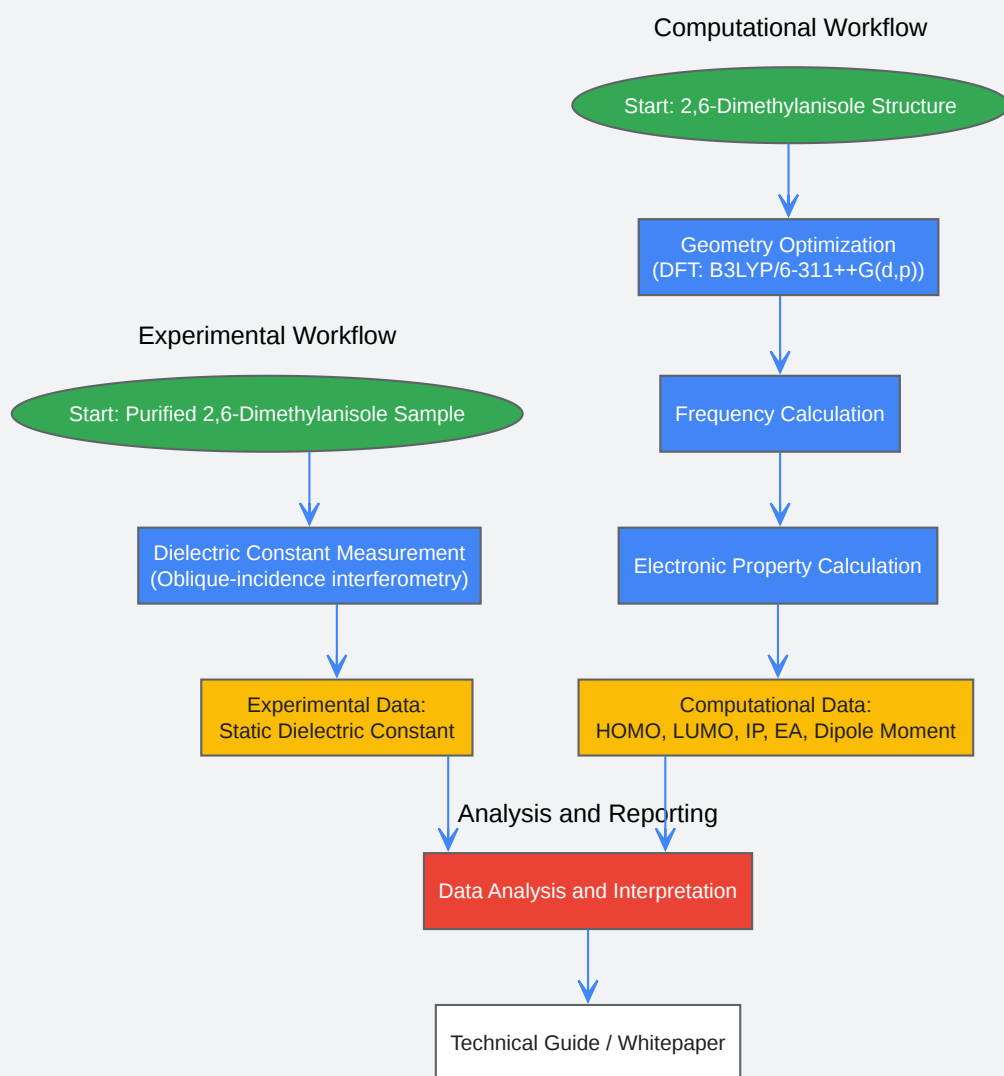 Computational Workflow
Start: 2,6-Dimethylanisole Structure
Geometry Optimization
(DFT: B3LYP/6-311++G(d,p))
Frequency Calculation
Electronic Property Calculation
Computational Data:
HOMO, LUMO, IP, EA, Dipole Moment
Experimental Workflow
Start: Purified 2,6-Dimethylanisole Sample
Dielectric Constant Measurement
(Oblique-incidence interferometry)
Experimental Data:
Static Dielectric Constant
Analysis and Reporting
Data Analysis and Interpretation
Technical Guide / Whitepaper